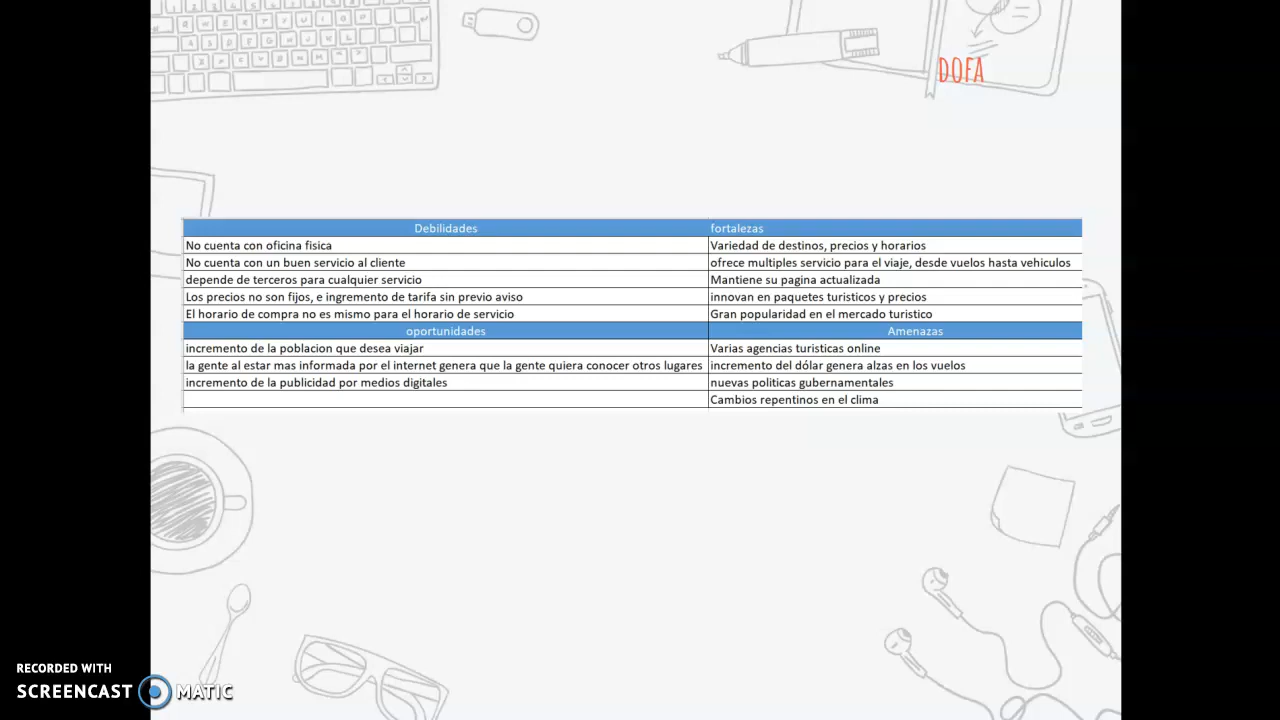 DOFA
Debilidades
fortalezas
No cuenta con oficina fisica
Variedad de destinos, precios y horarios
No cuenta con un buen servicio al cliente
ofrece multiples servicio para el viaje, desde vuelos hasta vehiculos
depende de terceros para cualquier servicio
Mantiene su pagina actualizada
Los precios no son fijos, e ingremento de tarifa sin previo aviso
innovan en paquetes turisticos y precios
El horario de compra no es mismo para el horario de servicio
Gran popularidad en el mercado turistico
oportunidades
Amenazas
incremento de la poblacion que desea viajar
Varias agencias turisticas online
la gente al estar mas informada por el internet genera que la gente quiera conocer otros lugares
incremento del dólar genera alzas en los vuelos
incremento de la publicidad por medios digitales
nuevas politicas gubernamentales
Cambios repentinos en el clima
RECORDED WITH
SCREENCAST MATIC